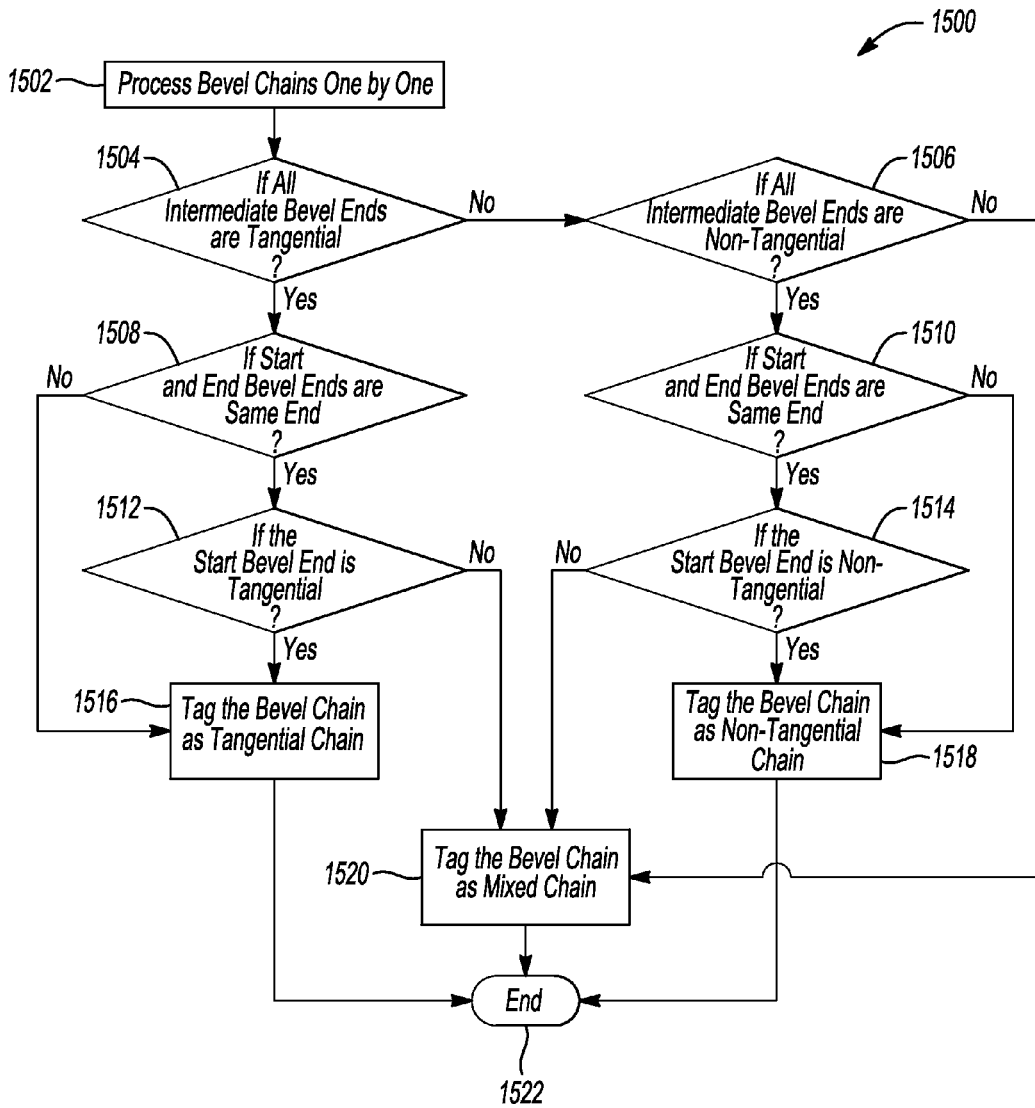 1500
1502
Process Bevel Chains One by One
1504
If All
Intermediate Bevel Ends
are Tangential
?
No
Yes
1506
If All
Intermediate Bevel Ends are
Non-Tangential
?
No
Yes
1508
If Start
and End Bevel Ends are
Same End
?
No
Yes
1510
If Start
and End Bevel Ends are
Same End
?
No
Yes
1512
If the
Start Bevel End is
Tangential
?
No
Yes
1514
If the
Start Bevel End is Non-
Tangential
?
No
Yes
1516
Tag the Bevel Chain
as Tangential Chain
Tag the Bevel Chain
as Non-Tangential
Chain
1518
1520
Tag the Bevel Chain
as Mixed Chain
End
1522